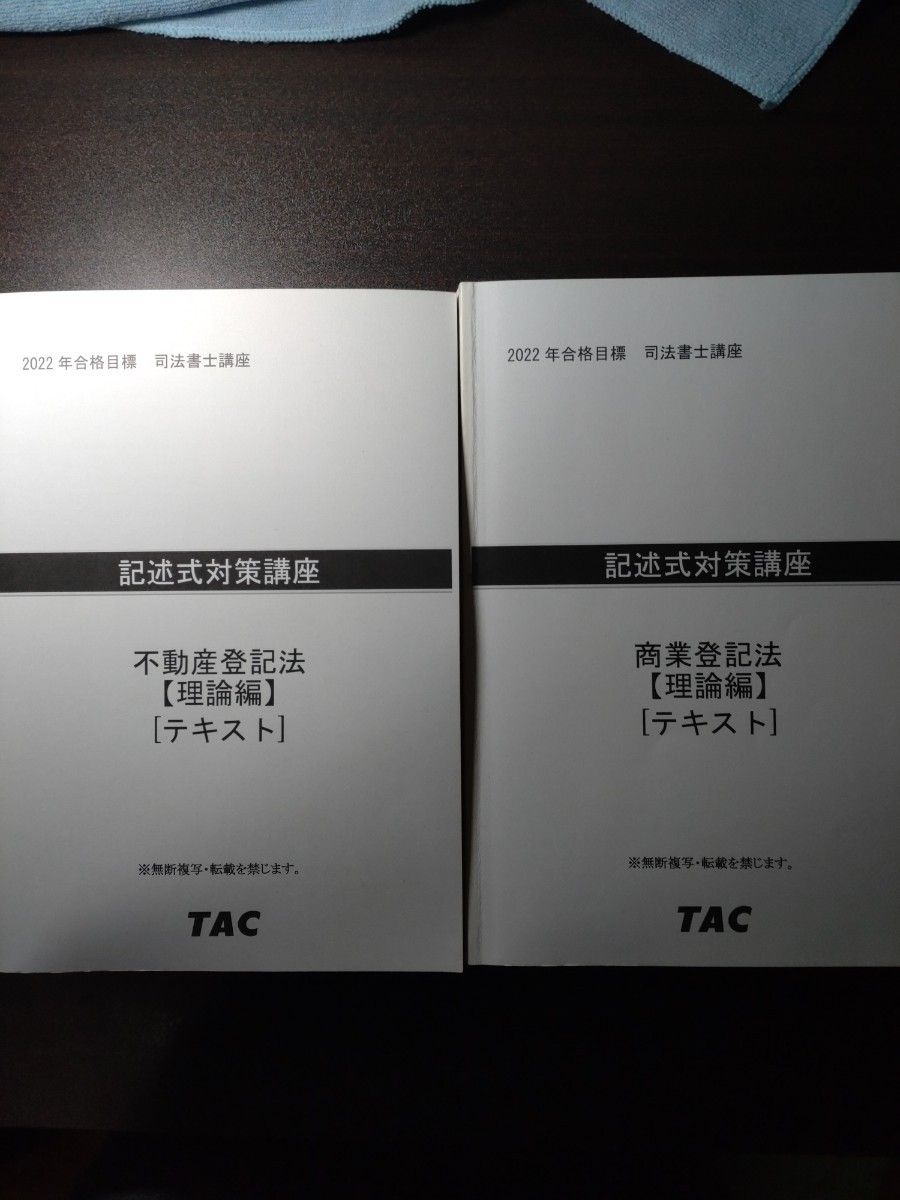 2022 年合格目標 司法書士講座
記述式対策講座
不動産登記法
【理論編】
[テキスト]
※無断複写・転載を禁じます。
TAC
2022 年合格目標 司法書士講座
記述式対策講座
商業登記法
【理論編】
[テキスト]
※無断複写・転載を禁じます。
TAC